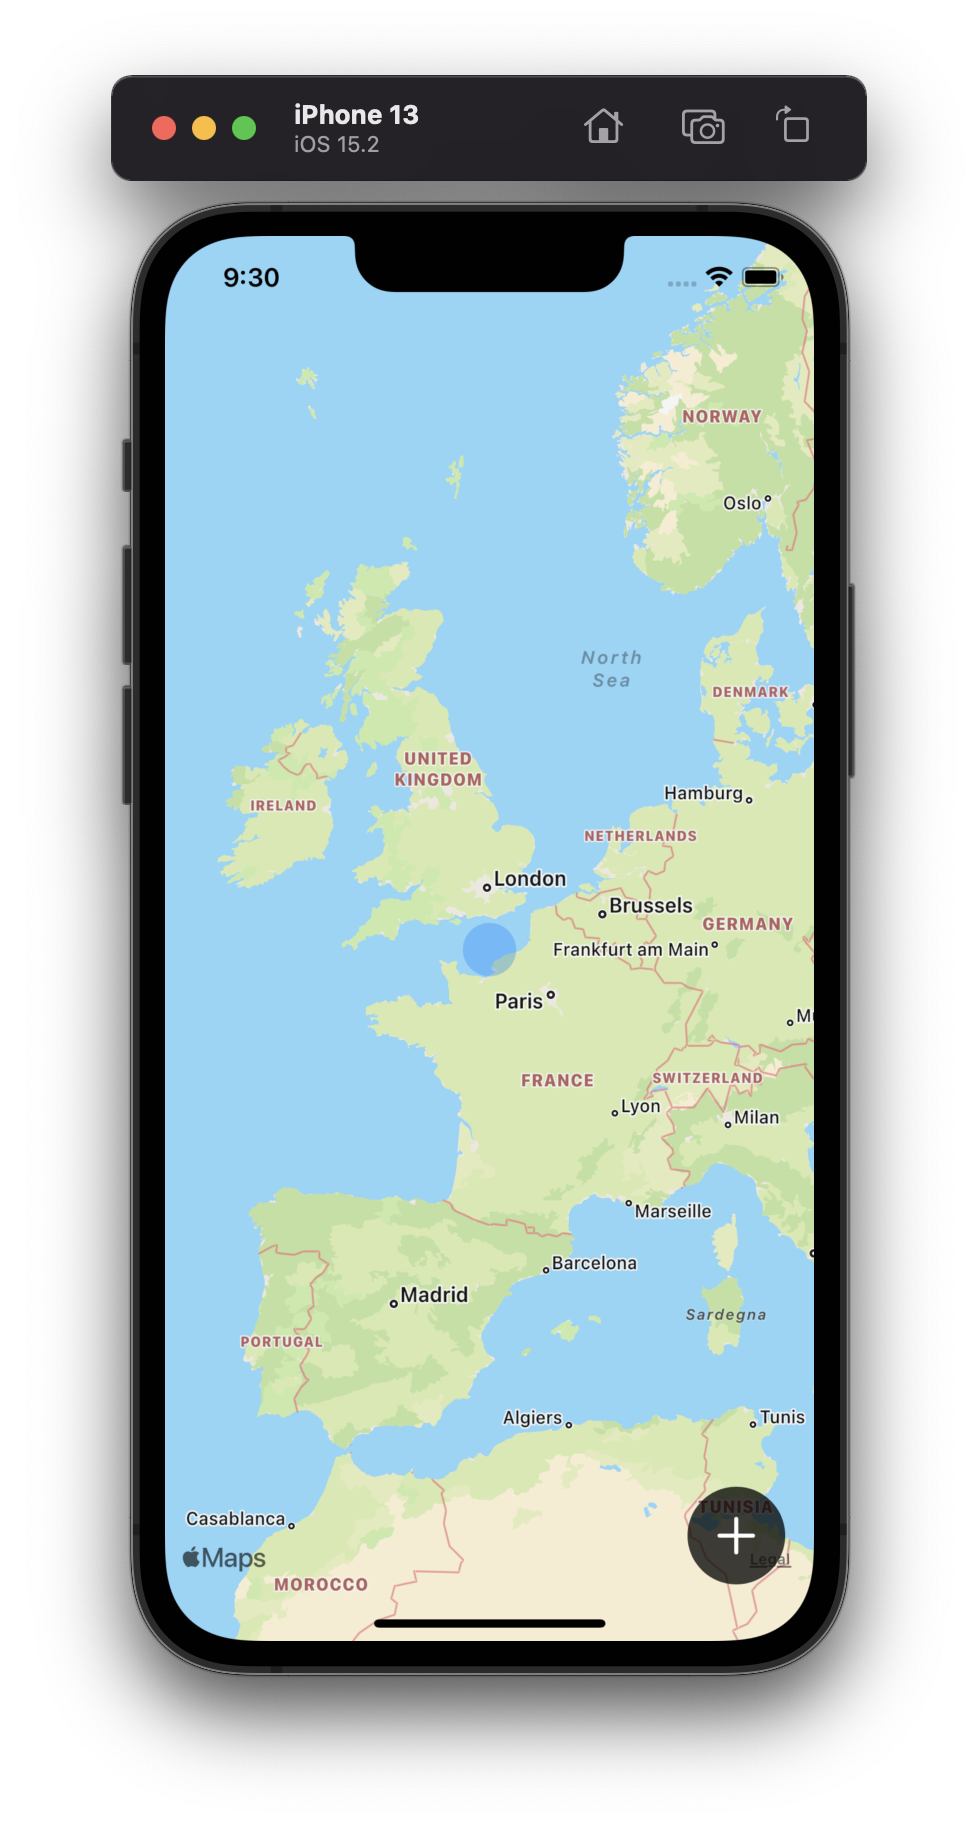 iPhone 13
iOS 15.2
9:30
NORWAY
Oslo
North
Sea
DENMARK
UNITED
KINGDOM
IRELAND
Hamburg
NETHERLANDS
London
Brussels
GERMANY
Frankfurt am Main
Paris
Mu
FRANCE
SWITZERLAND
Lyon
Milan
Marseille
Barcelona
Madrid
Sardegna
PORTUGAL
Algiers
Tunis
TUNISIA
Casablanca
Maps
Legal
MOROCCO